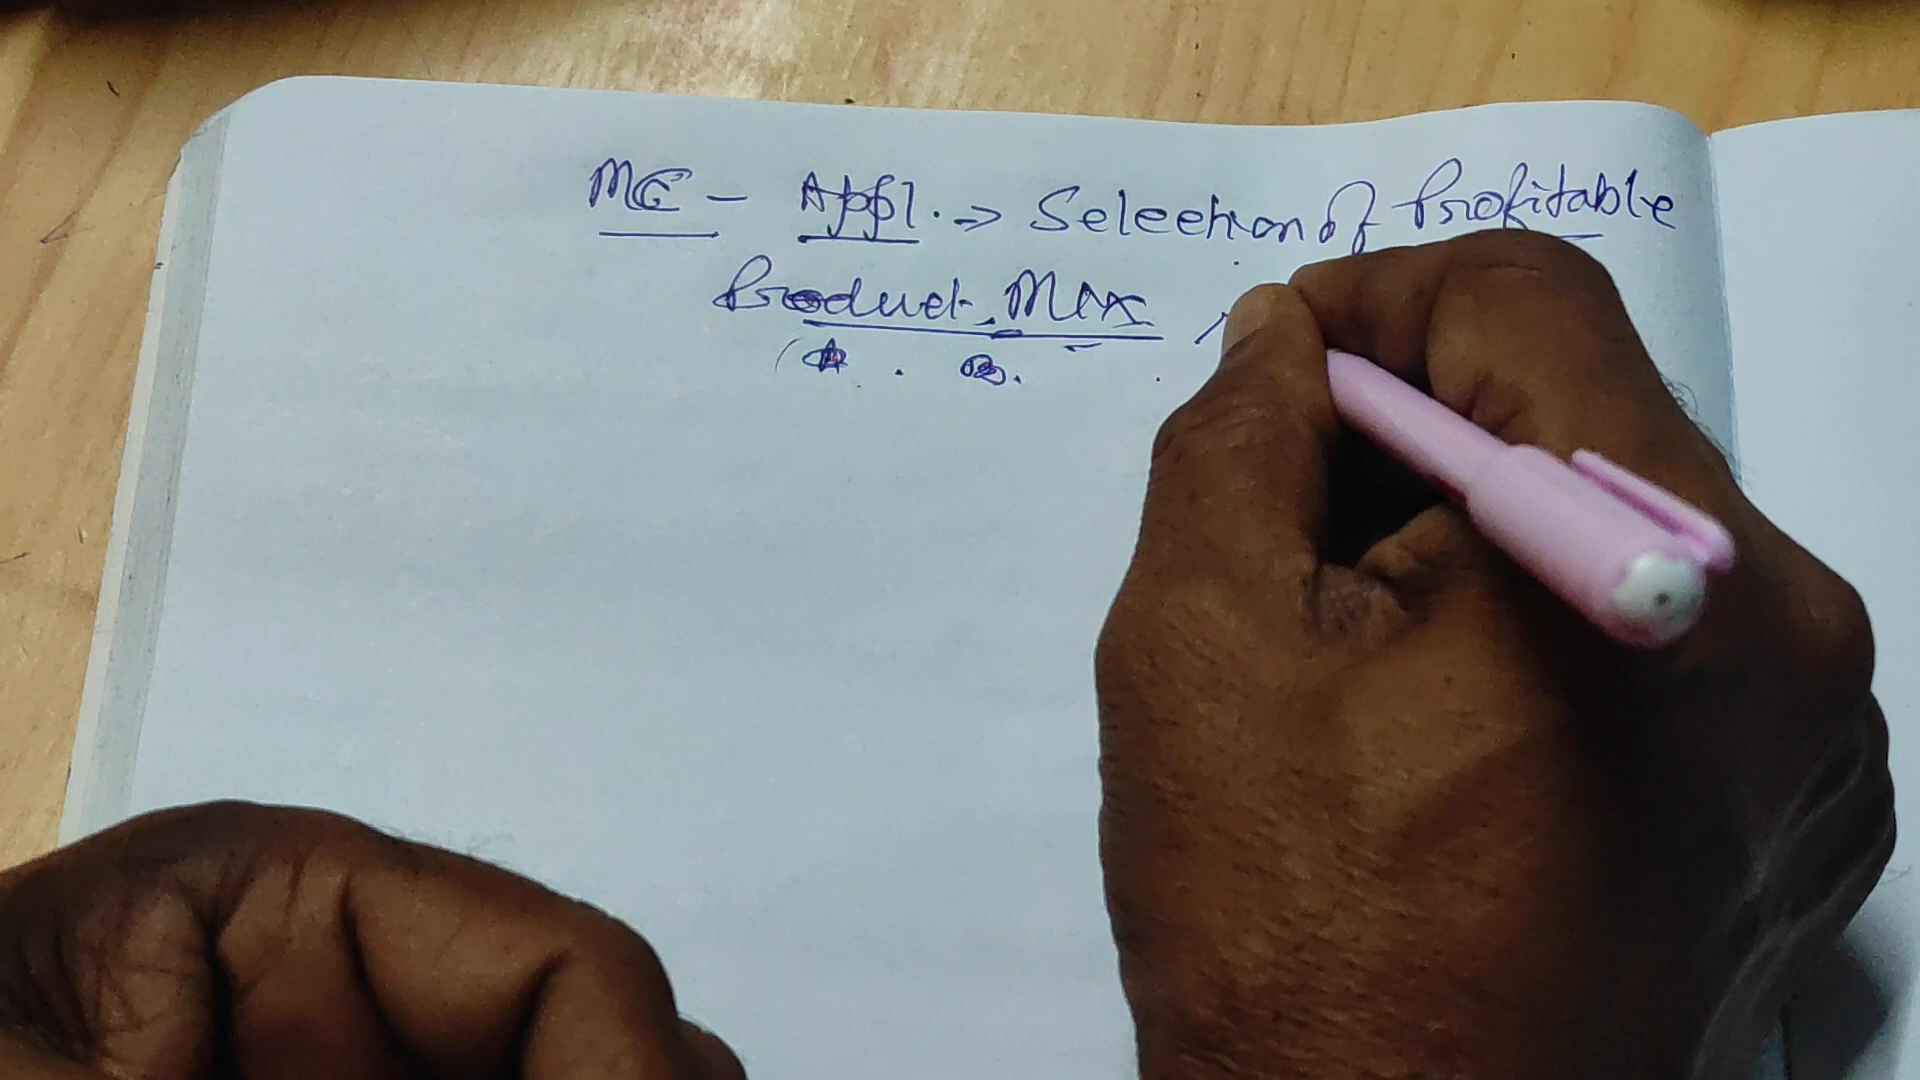 MC - Appl. → Selection of Profitable
Product Mix
(A . B.